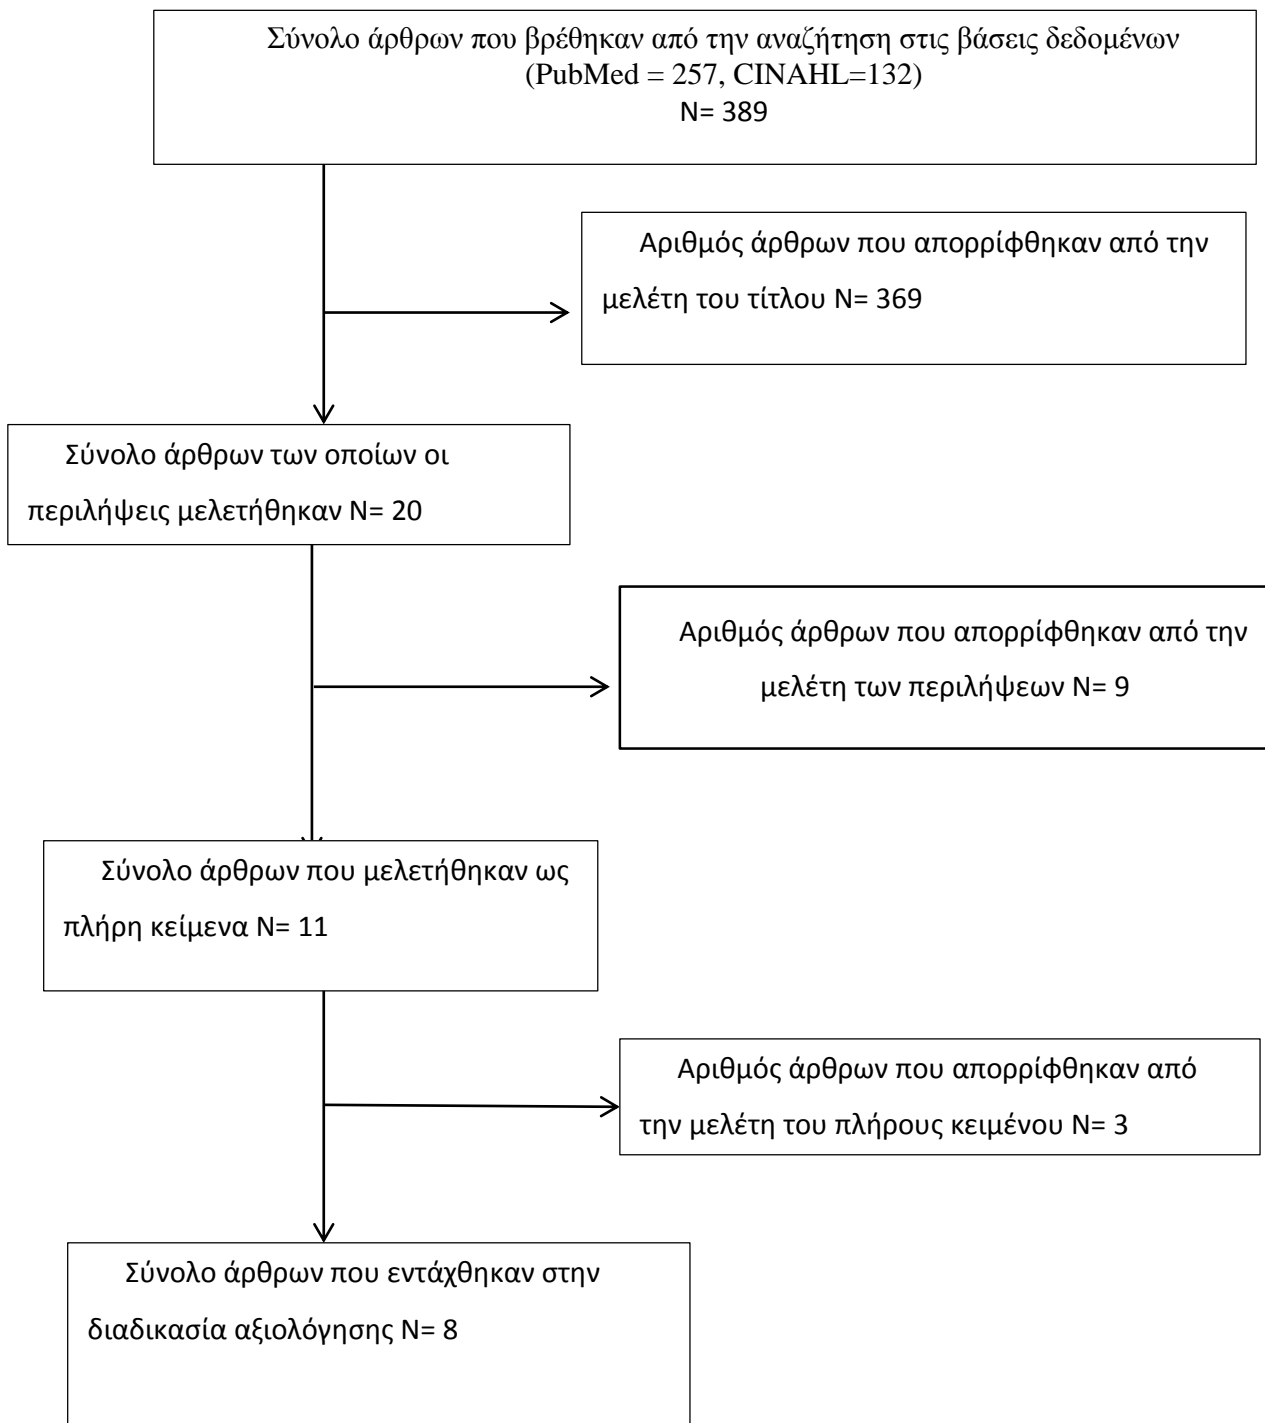 Σύνολο άρθρων που βρέθηκαν από την αναζήτηση στις βάσεις δεδομένων
(PubMed = 257, CINAHL=132)
N= 389
Αριθμός άρθρων που απορρίφθηκαν από την
μελέτη του τίτλου N= 369
Σύνολο άρθρων των οποίων οι
περιλήψεις μελετήθηκαν N= 20
Αριθμός άρθρων που απορρίφθηκαν από την
μελέτη των περιλήψεων N= 9
Σύνολο άρθρων που μελετήθηκαν ως
πλήρη κείμενα N= 11
Αριθμός άρθρων που απορρίφθηκαν από
την μελέτη του πλήρους κειμένου N= 3
Σύνολο άρθρων που εντάχθηκαν στην
διαδικασία αξιολόγησης N= 8